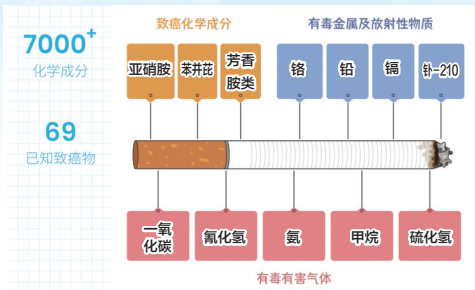 7000+
化学成分
69
已知致癌物
致癌化学成分
有毒金属及放射性物质
亚硝胺
苯并芘
芳香
胺类
铬
铅
镉
钋-210
一氧
化碳
氰化氢
氨
甲烷
硫化氢
有毒有害气体